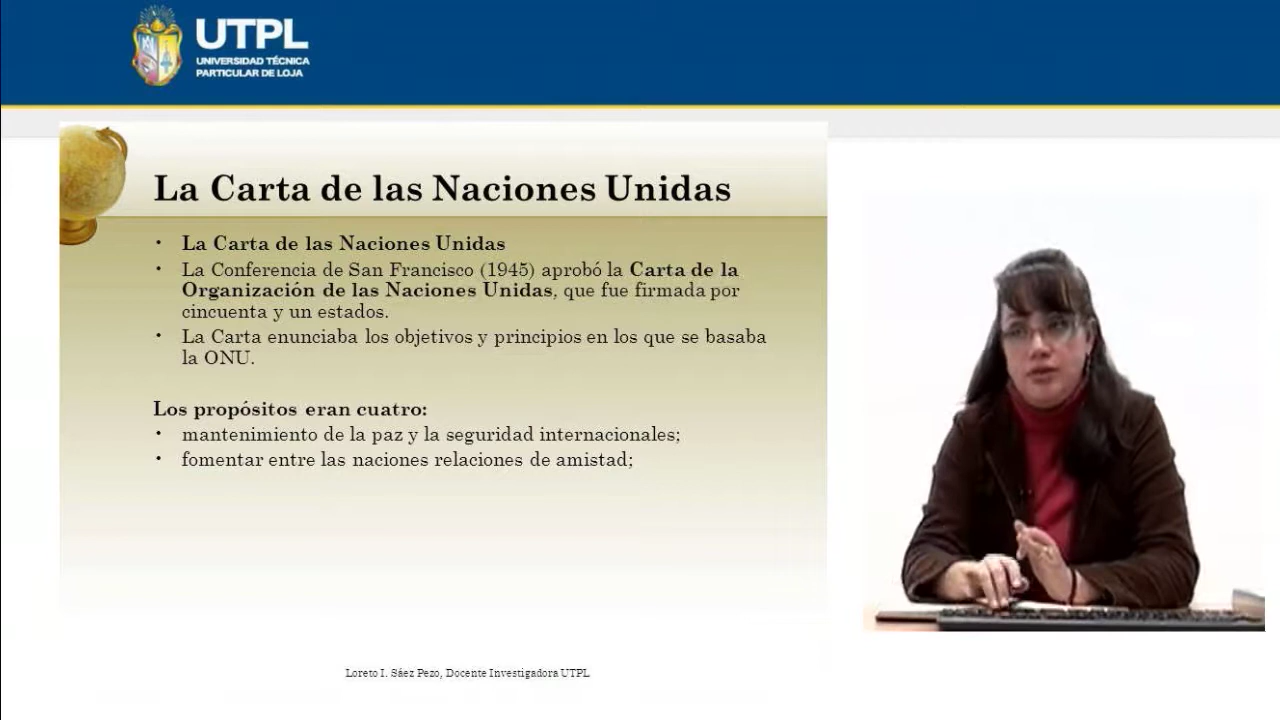 UTPL
UNIVERSIDAD TÉCNICA
PARTICULAR DE LOJA
La Carta de las Naciones Unidas
• La Carta de las Naciones Unidas
• La Conferencia de San Francisco (1945) aprobó la Carta de la
Organización de las Naciones Unidas, que fue firmada por
cincuenta y un estados.
• La Carta enunciaba los objetivos y principios en los que se basaba
la ONU.
Los propósitos eran cuatro:
• mantenimiento de la paz y la seguridad internacionales;
• fomentar entre las naciones relaciones de amistad;
Loreto I. Sáez Pezo, Docente Investigadora UTPL